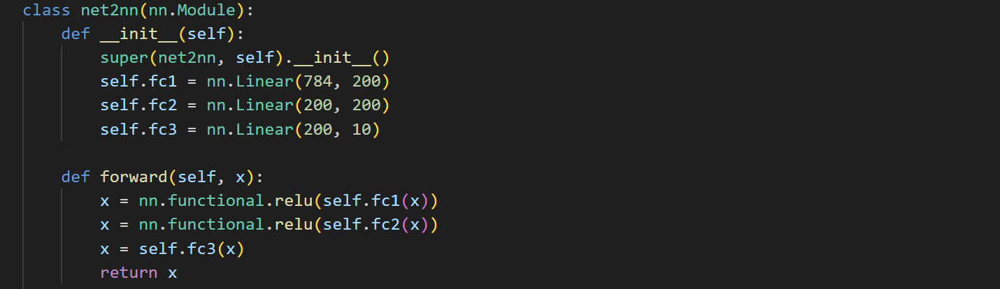 class net2nn(nn.Module):
    def __init__(self):
        super(net2nn, self).__init__()
        self.fc1 = nn.Linear(784, 200)
        self.fc2 = nn.Linear(200, 200)
        self.fc3 = nn.Linear(200, 10)

    def forward(self, x):
        x = nn.functional.relu(self.fc1(x))
        x = nn.functional.relu(self.fc2(x))
        x = self.fc3(x)
        return x